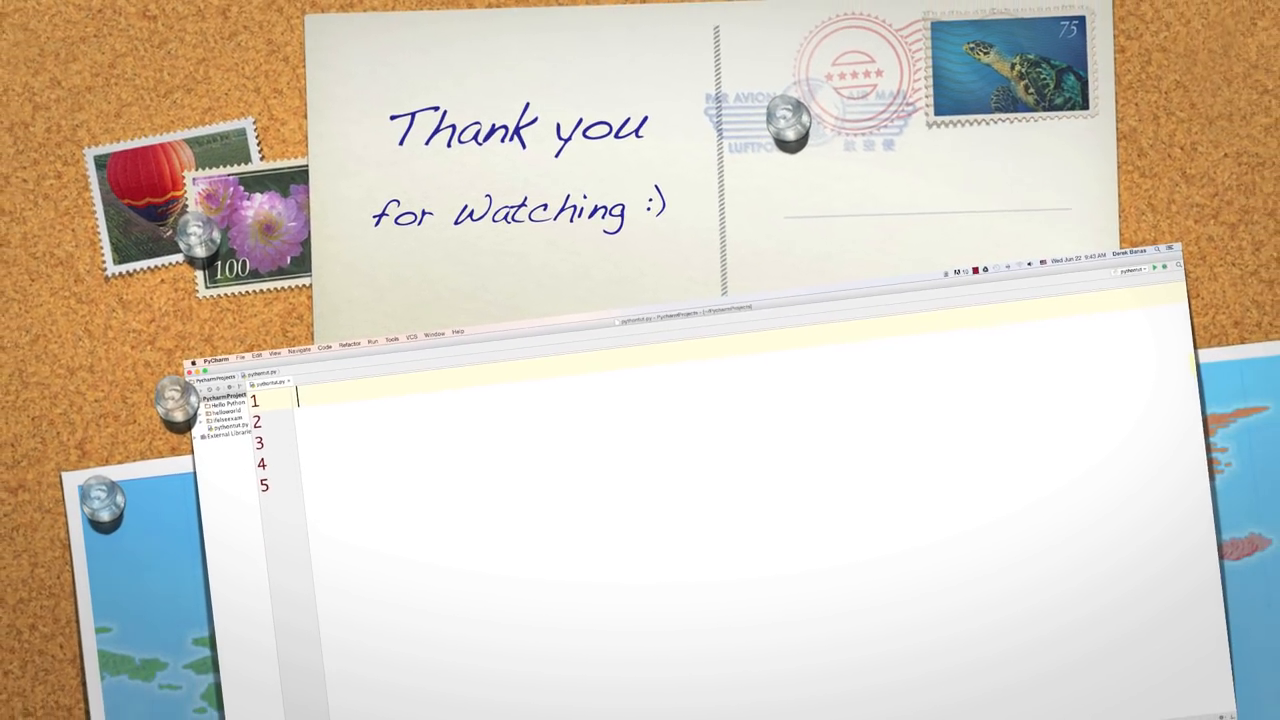 75
Thank you
for Watching :)
PAR AVION AIR MAIL
LUFTPO 航空便
100
Wed Jun 22 9:43 AM Derek Banas
PyCharm File Edit View Navigate Code Refactor Run Tools VCS Window Help
pythontut.py - PycharmProjects - [~/PycharmProjects]
pythontut
PycharmProjects pythontut.py
pythontut.py
PycharmProject
Hello Python
helloworld
ifelseexam
pythontut.py
External Librarie
1
2
3
4
5